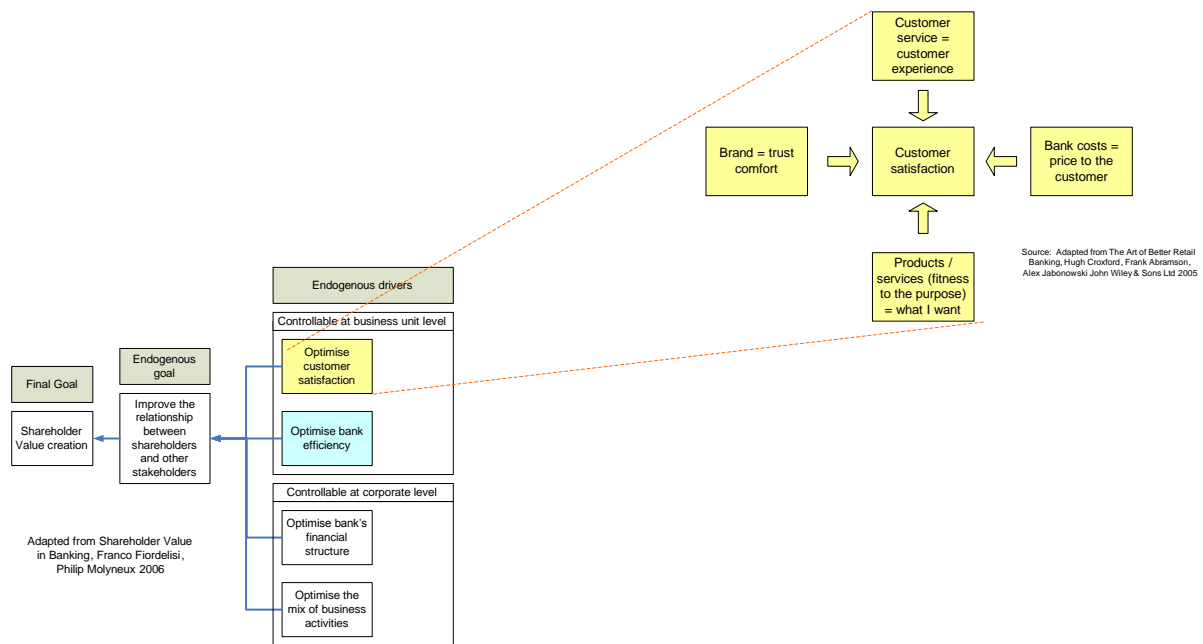 Customer
service =
customer
experience
Brand = trust
comfort
Customer
satisfaction
Bank costs =
price to the
customer
Products /
services (fitness
to the purpose)
= what I want
Source: Adapted from The Art of Better Retail
Banking, Hugh Croxford, Frank Abramson,
Alex Jabonowski John Wiley & Sons Ltd 2005
Endogenous drivers
Controllable at business unit level
Optimise
customer
satisfaction
Endogenous
goal
Final Goal
Improve the
relationship
between
shareholders
and other
stakeholders
Shareholder
Value creation
Optimise bank
efficiency
Controllable at corporate level
Optimise bank's
financial
structure
Adapted from Shareholder Value
in Banking, Franco Fiordelisi,
Philip Molyneux 2006
Optimise the
mix of business
activities